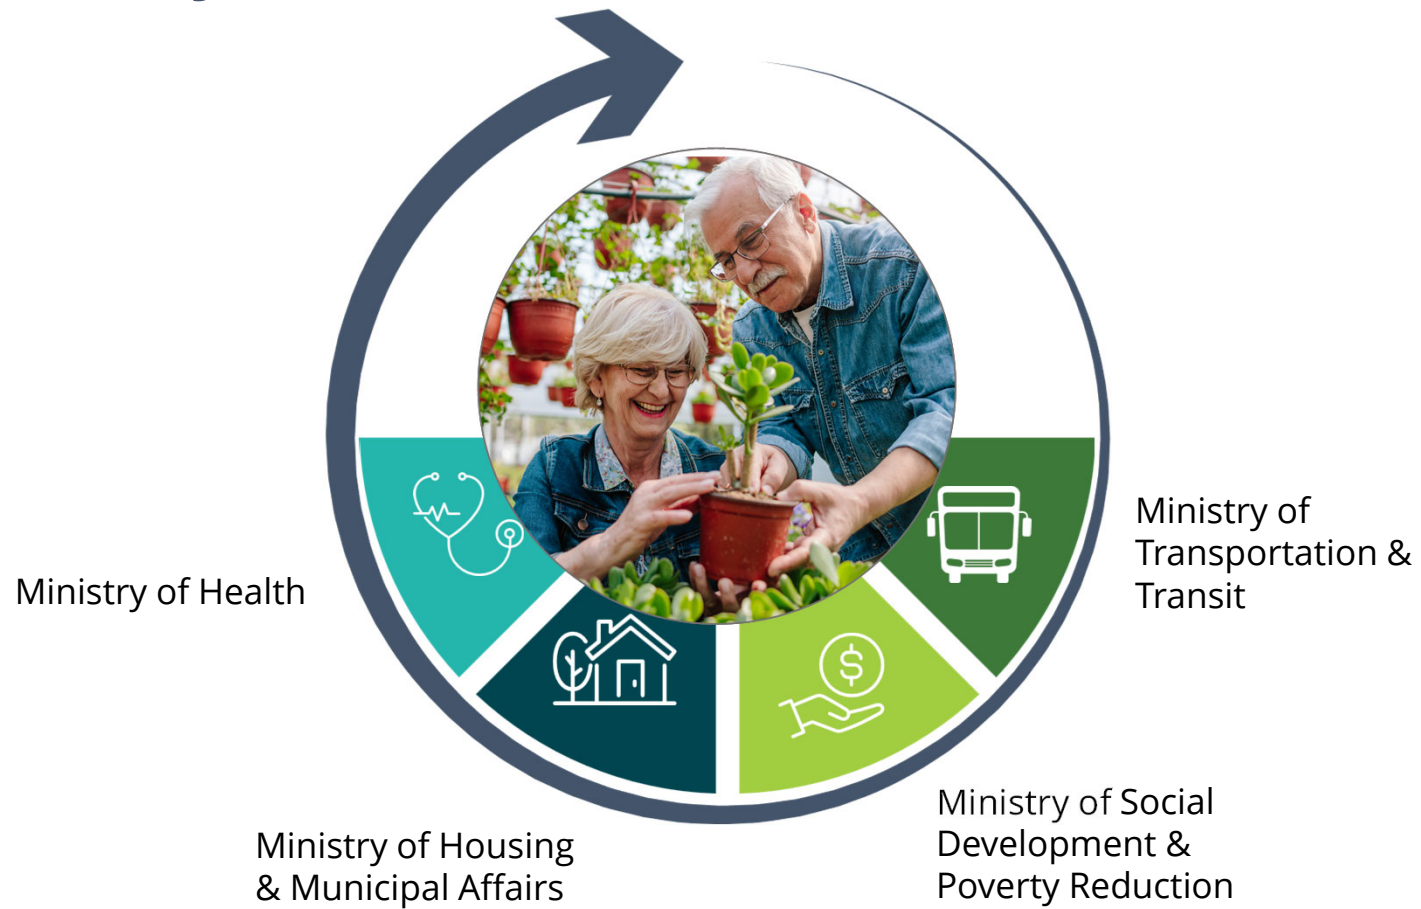 Ministry of
Transportation &
Transit
Ministry of Health
$
Ministry of Social
Development &
Poverty Reduction
Ministry of Housing
& Municipal Affairs